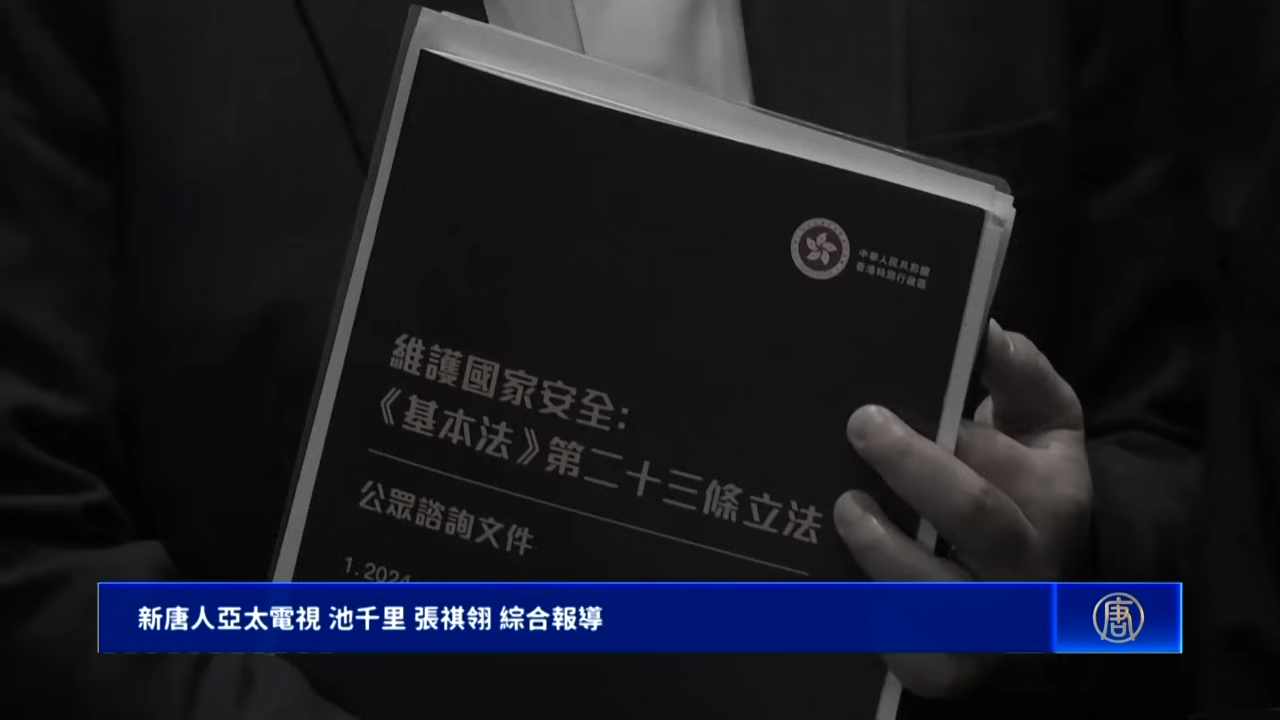 中華人民共和國
香港特別行政區
維護國家安全:
《基本法》第二十三條立法
公眾諮詢文件
1.2024
新唐人亞太電視 池千里 張祺翎 綜合報導
唐